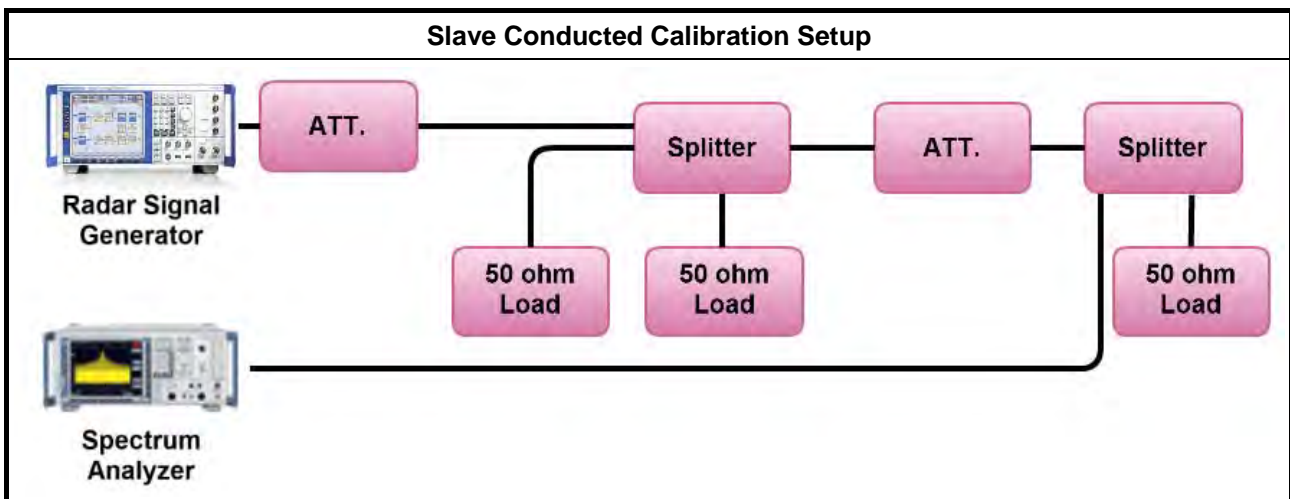 Slave Conducted Calibration Setup
ATT.
Splitter
ATT.
Splitter
Radar Signal
Generator
50 ohm
Load
50 ohm
Load
50 ohm
Load
Spectrum
Analyzer